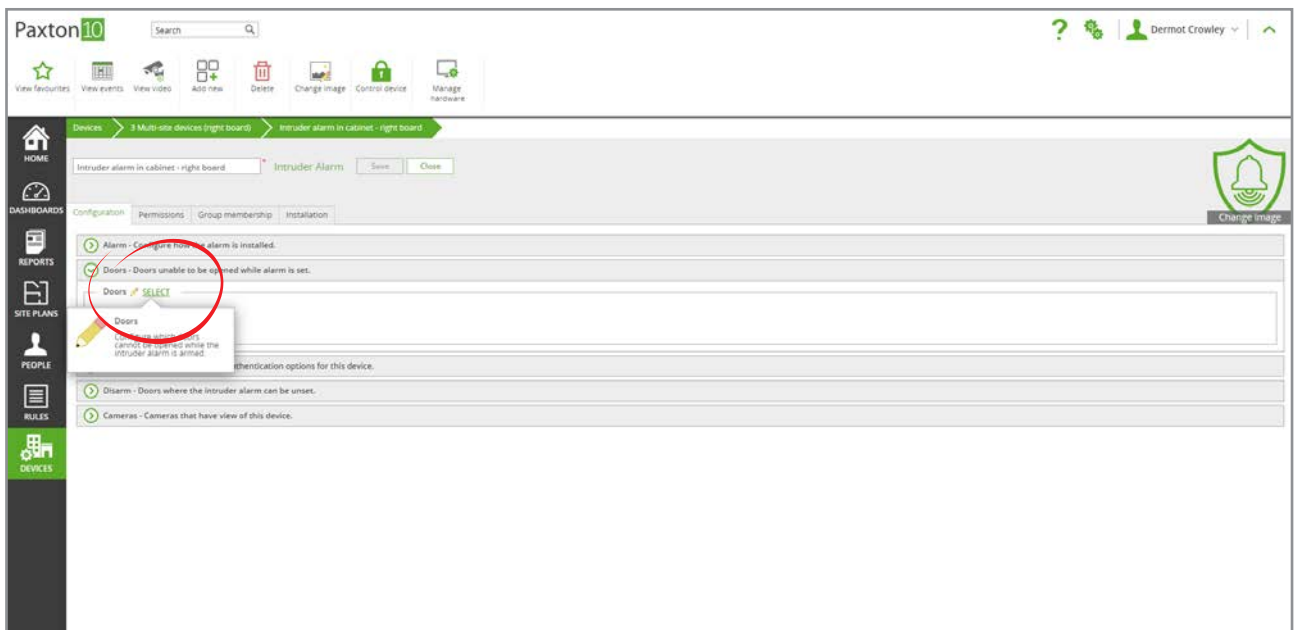 Paxton10
Search
Dermot Crowley
View favourites
View events
View video
Add new
Delete
Change image
Control device
Manage
hardware
HOME
DASHBOARDS
REPORTS
SITE PLANS
PEOPLE
RULES
DEVICES
Devices
3 Multi-site devices (right board)
Intruder alarm in cabinet - right board
Intruder alarm in cabinet - right board * Intruder Alarm Save Close
Change image
Configuration Permissions Group membership Installation
Alarm - Configure how the alarm is installed.
Doors - Doors unable to be opened while alarm is set.
Doors SELECT
Doors
Configure which doors
cannot be opened while the
intruder alarm is armed.
thentication options for this device.
Disarm - Doors where the intruder alarm can be unset.
Cameras - Cameras that have view of this device.